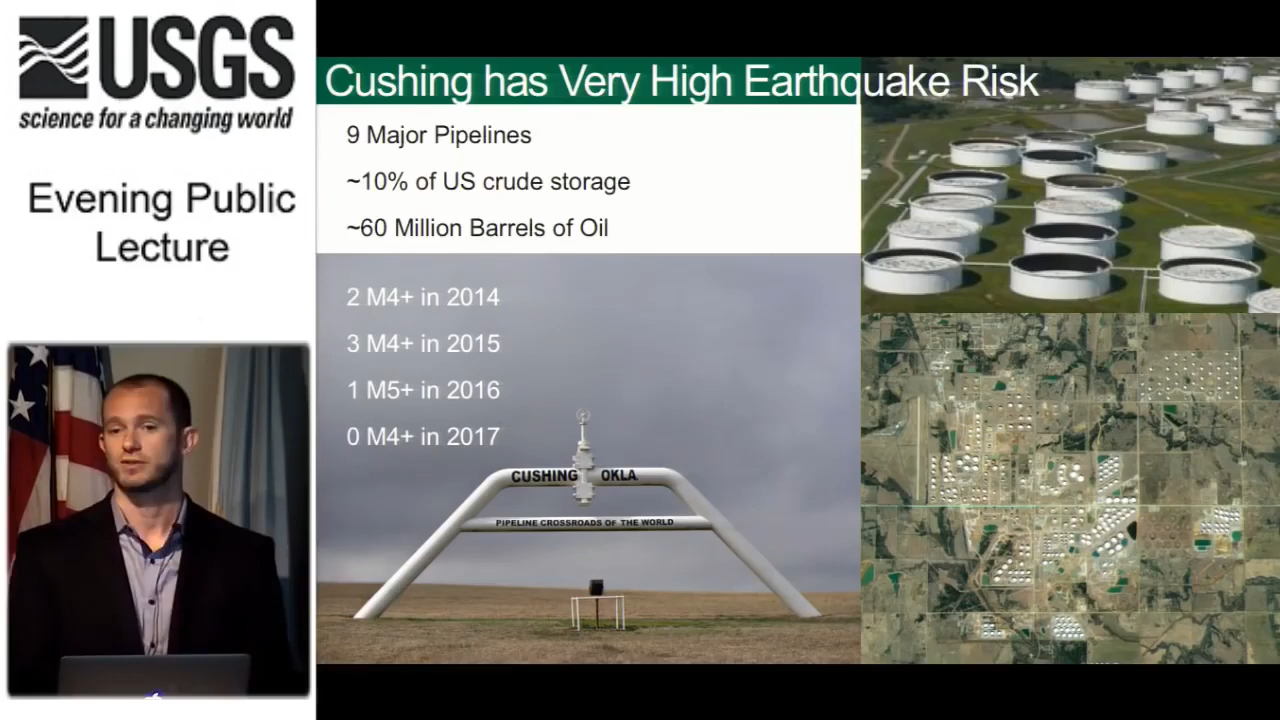 USGS
science for a changing world
Evening Public
Lecture
Cushing has Very High Earthquake Risk
9 Major Pipelines
~10% of US crude storage
~60 Million Barrels of Oil
2 M4+ in 2014
3 M4+ in 2015
1 M5+ in 2016
0 M4+ in 2017
CUSHING OKLA
PIPELINE CROSSROADS OF THE WORLD